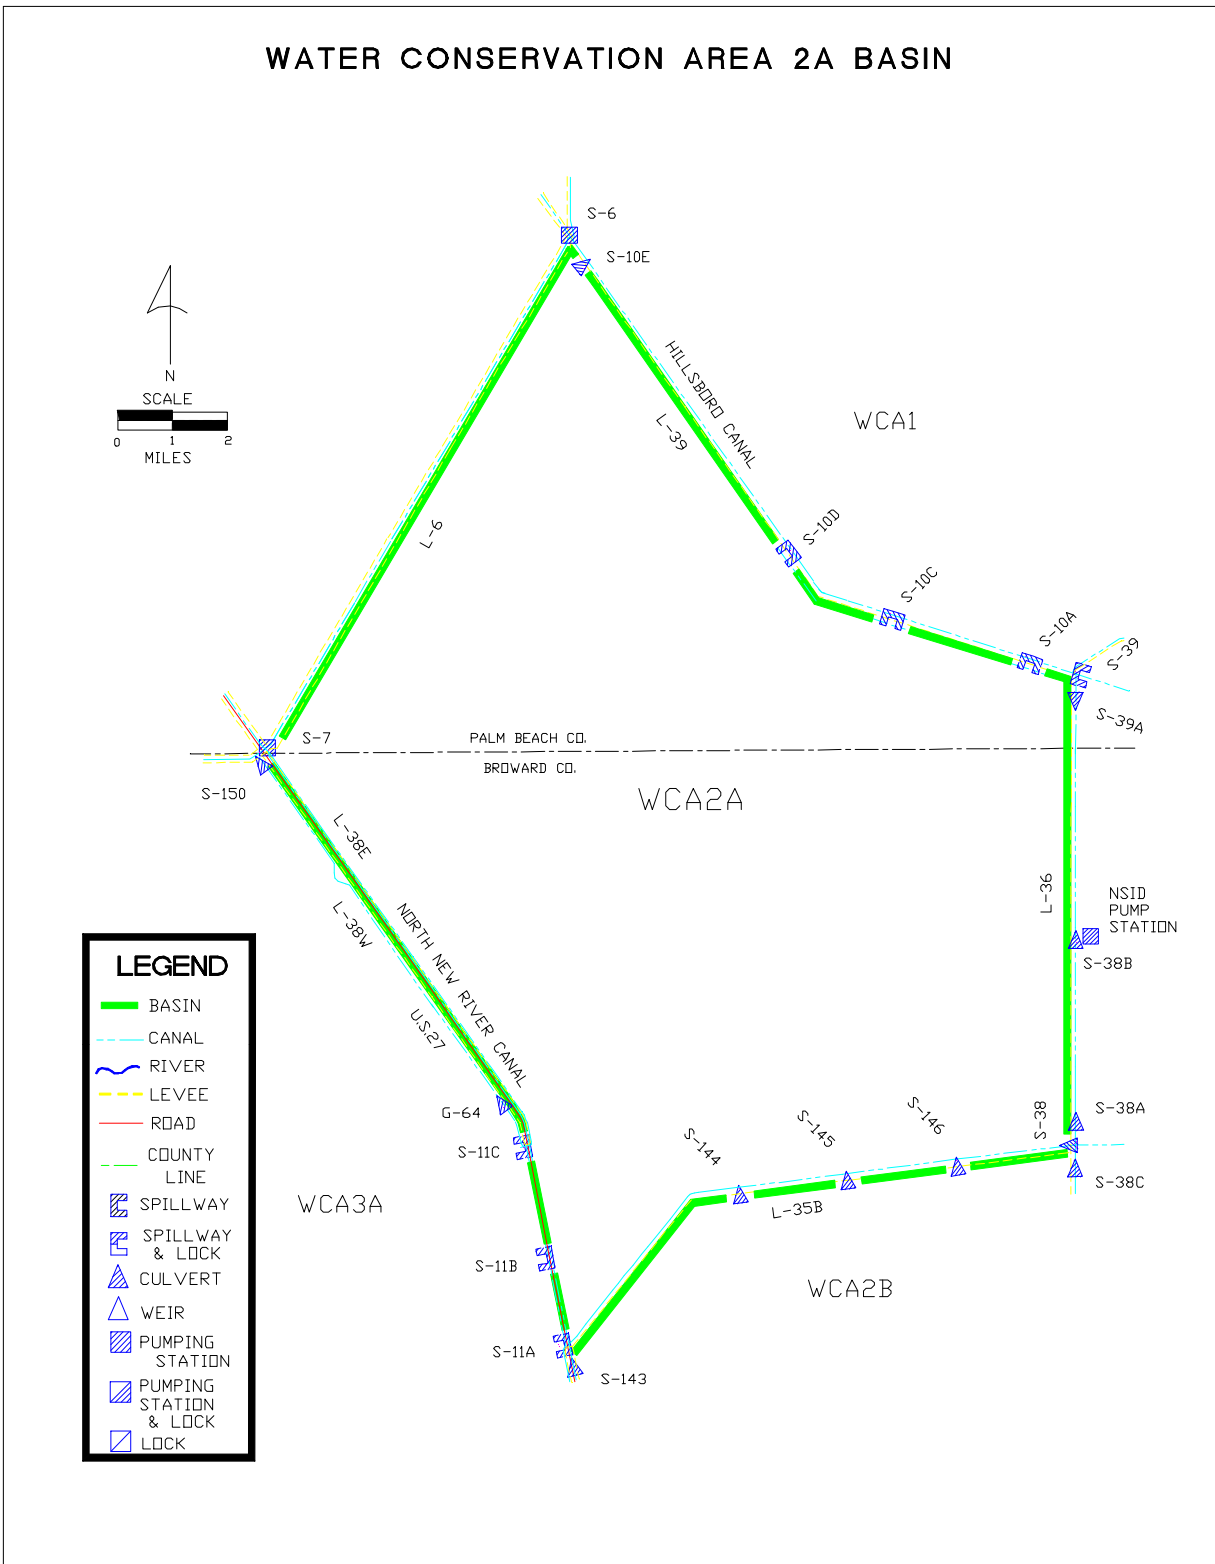 WATER CONSERVATION AREA 2A BASIN
S-6
S-10E
N
SCALE
0 1 2
MILES
HILLSBORO CANAL
L-39
WCA1
L-6
S-10D
S-10C
S-10A
S-39
S-39A
S-7
PALM BEACH CO.
BROWARD CO.
S-150
WCA2A
L-38E
L-38W
NORTH NEW RIVER CANAL
U.S.27
L-36
NSID
PUMP
STATION
S-38B
G-64
S-11C
S-144
S-145
S-146
S-38
S-38A
S-38C
L-35B
WCA3A
S-11B
WCA2B
S-11A
S-143
LEGEND
BASIN
CANAL
RIVER
LEVEE
ROAD
COUNTY
LINE
SPILLWAY
SPILLWAY
& LOCK
CULVERT
WEIR
PUMPING
STATION
PUMPING
STATION
& LOCK
LOCK